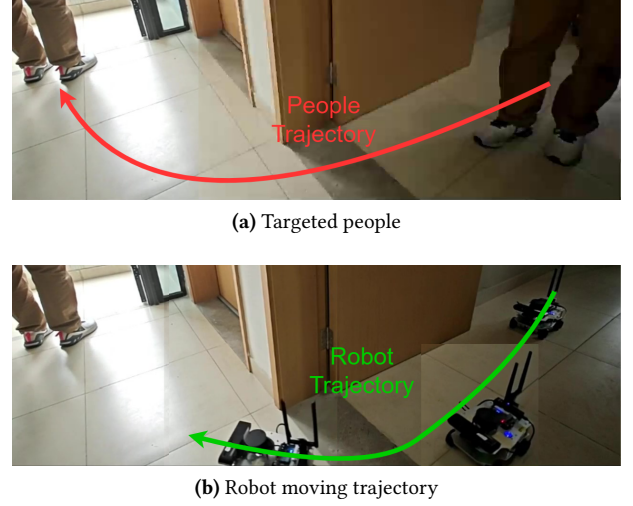 People
Trajectory
(a) Targeted people
Robot
Trajectory
(b) Robot moving trajectory